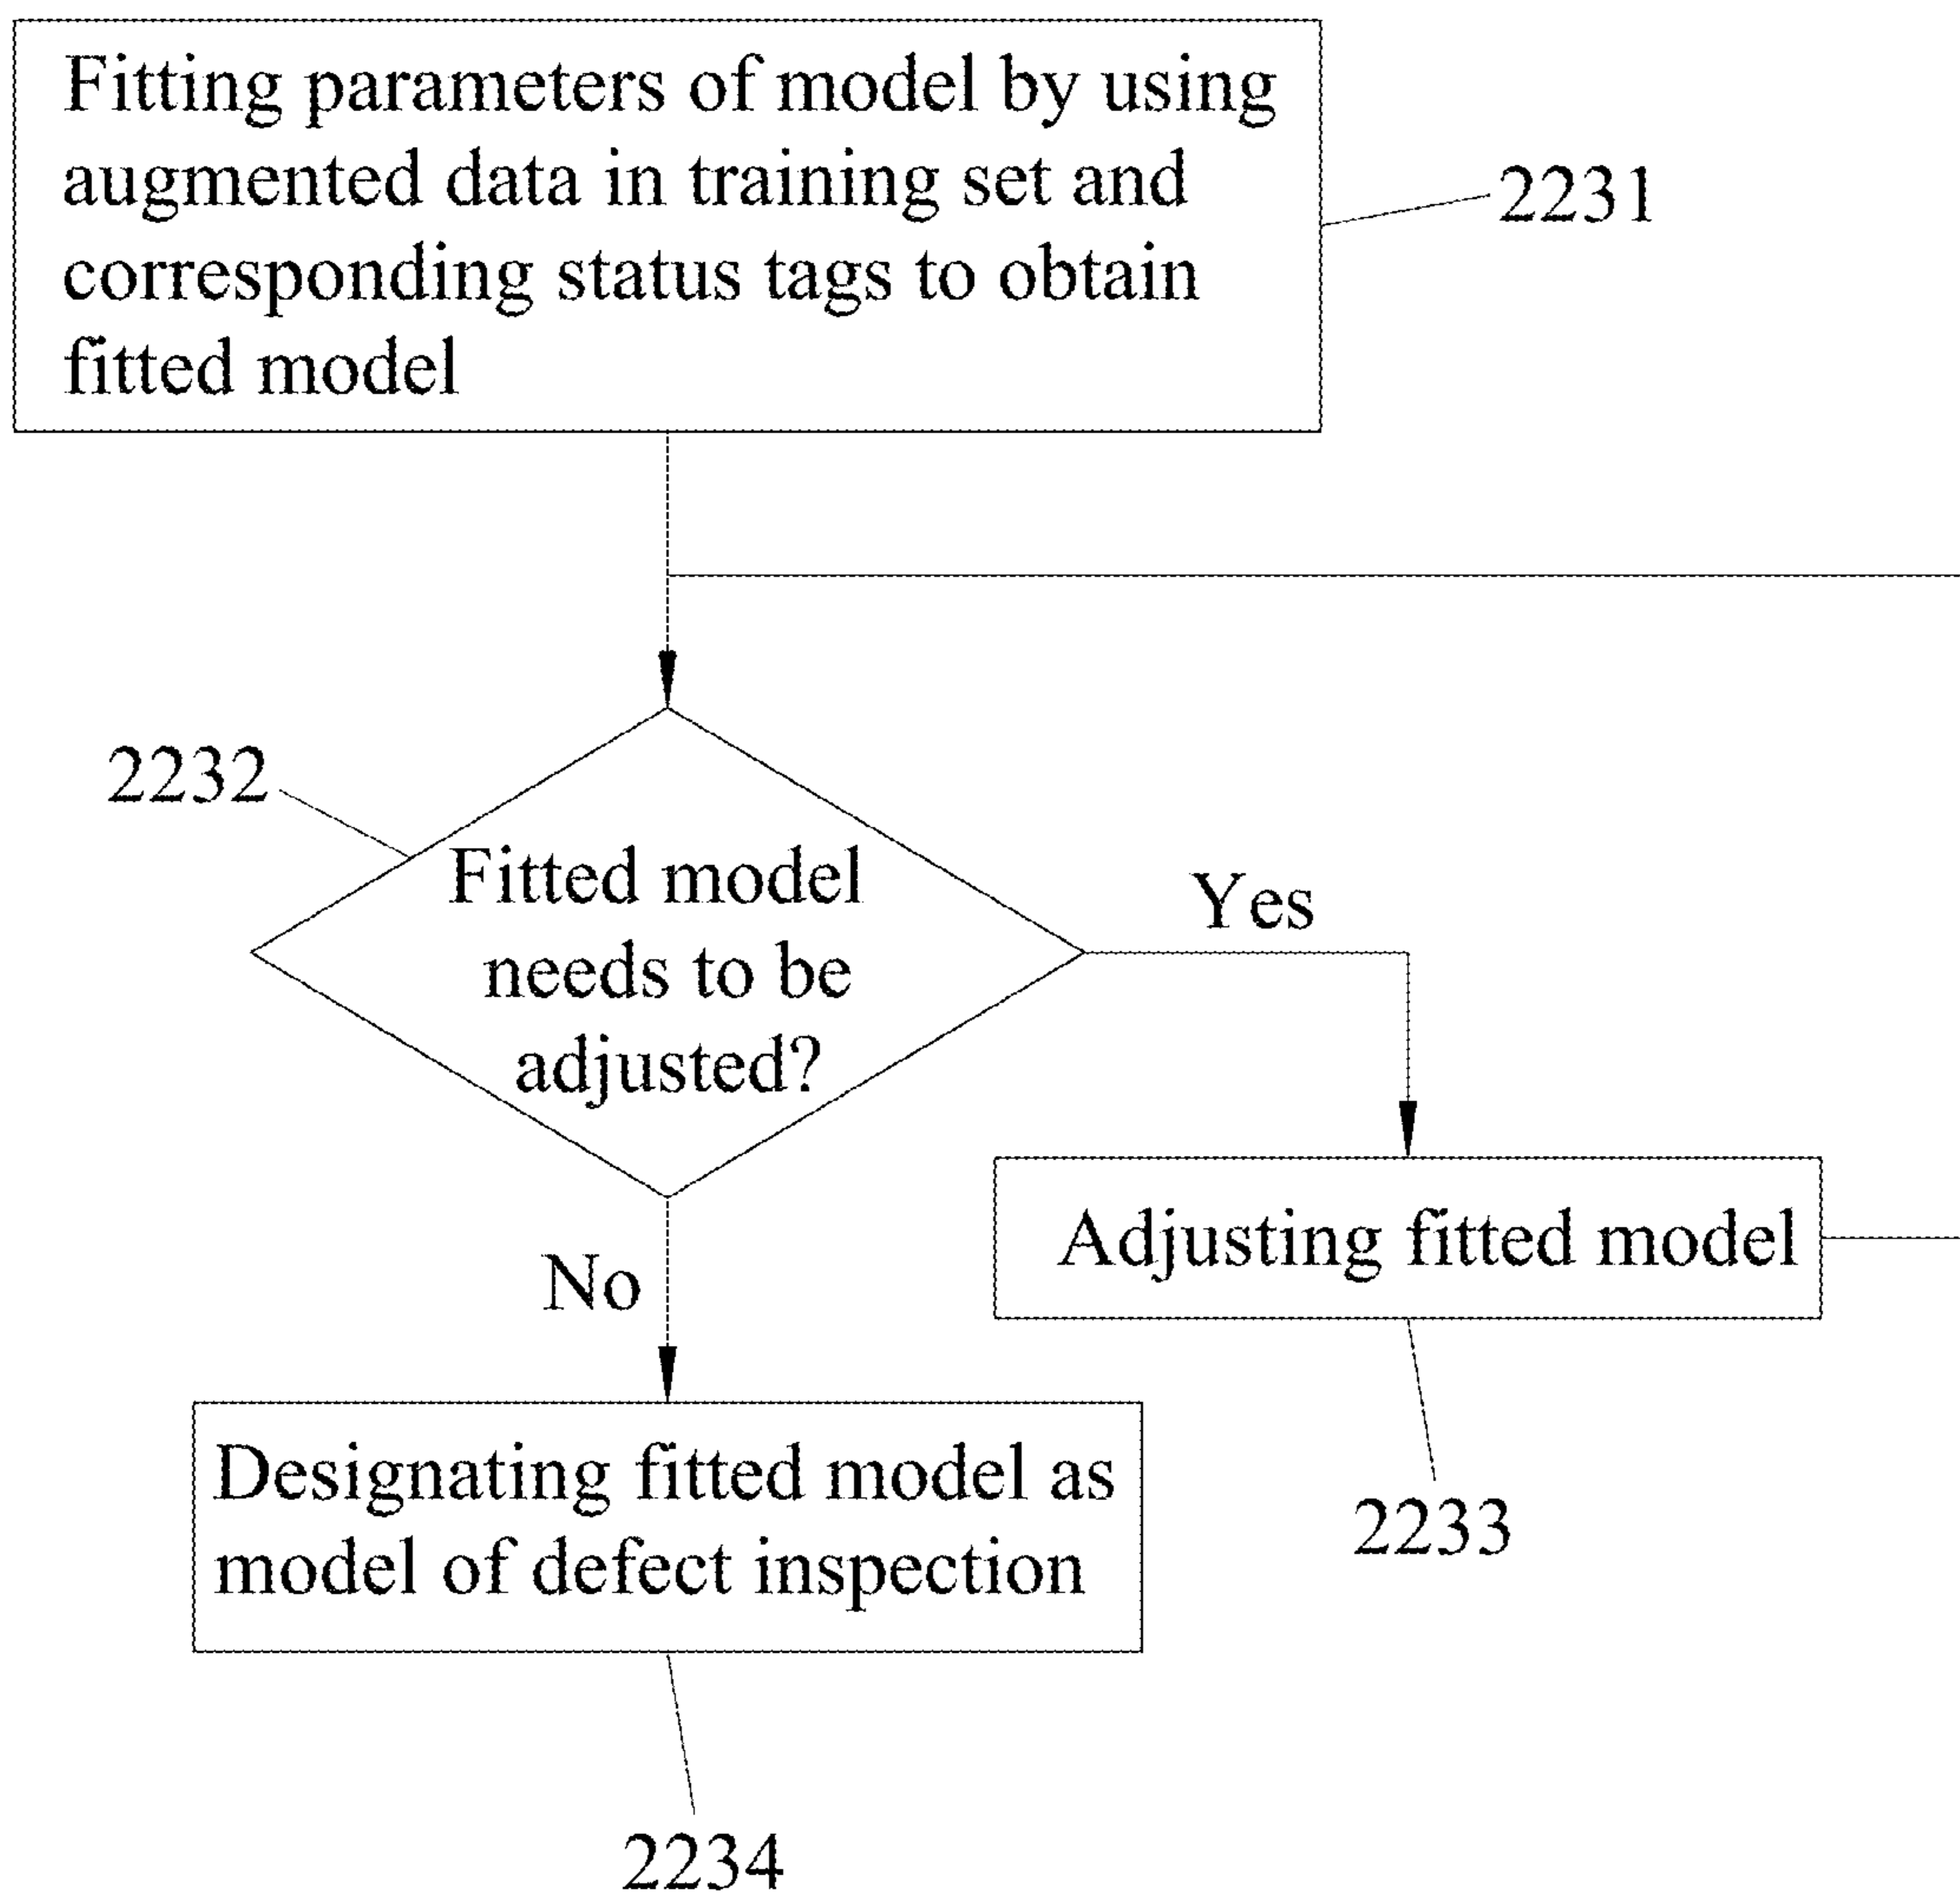 Fitting parameters of model by using
augmented data in training set and
corresponding status tags to obtain
fitted model
2231
2232
Fitted model
needs to be
adjusted?
Yes
Adjusting fitted model
No
2233
Designating fitted model as
model of defect inspection
2234